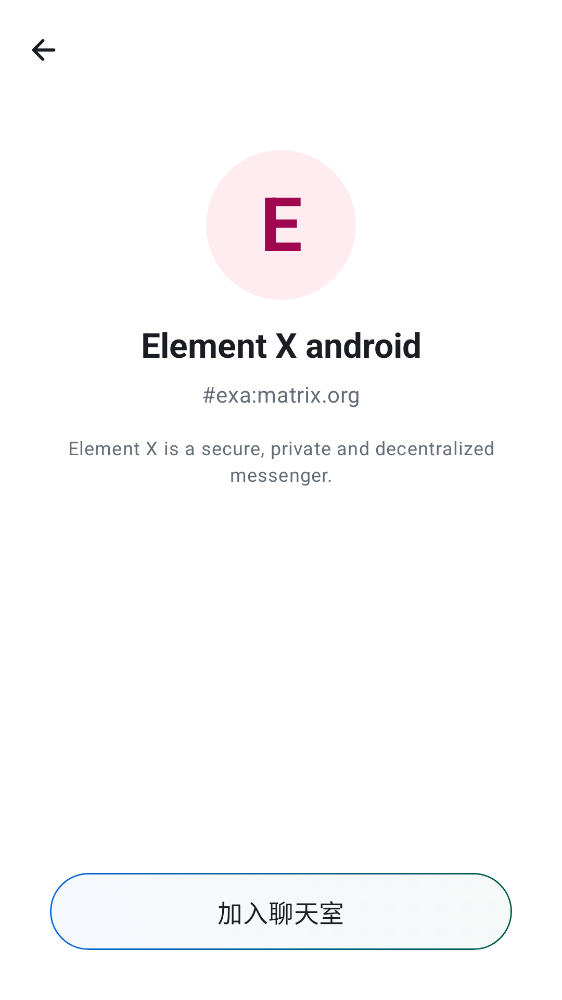 E
Element X android
#exa:matrix.org
Element X is a secure, private and decentralized
messenger.
加入聊天室